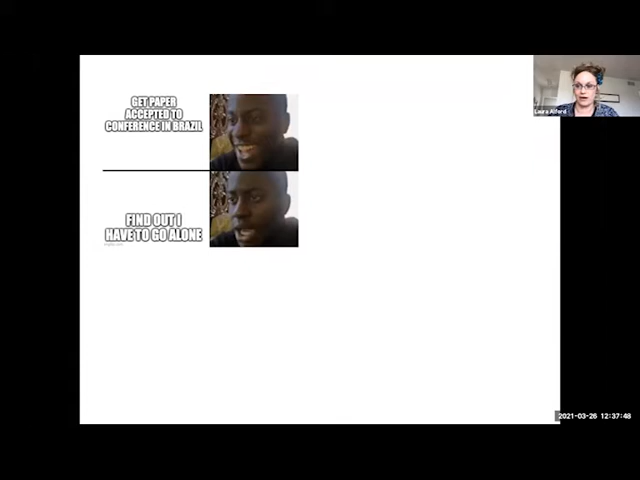 GET PAPER
ACCEPTED TO
CONFERENCE IN BRAZIL
FIND OUT I
HAVE TO GO ALONE
Laura Alford
2021-03-26 12:37:48